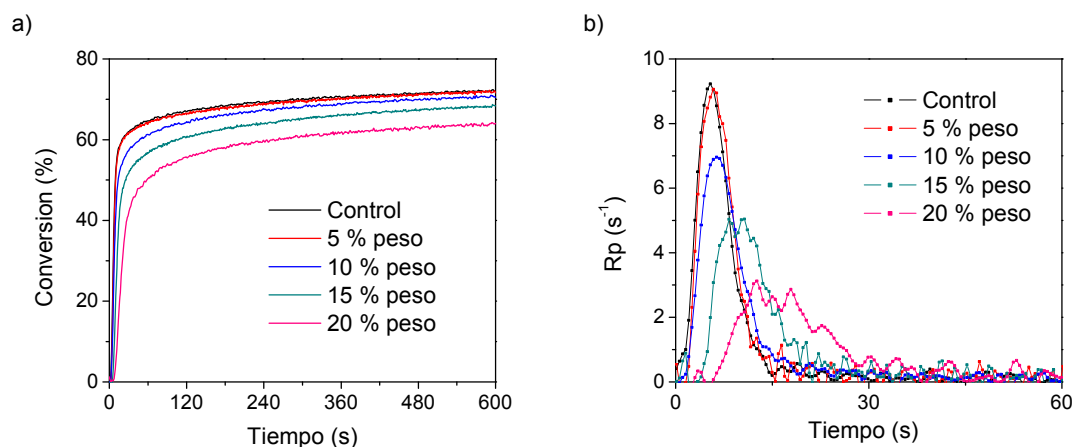 a)
80
60
40
20
0
Conversion (%)
Control
5 % peso
10 % peso
15 % peso
20 % peso
0 120 240 360 480 600
Tiempo (s)
b)
10
8
6
4
2
0
Rp (s⁻¹)
Control
5 % peso
10 % peso
15 % peso
20 % peso
0 30 60
Tiempo (s)